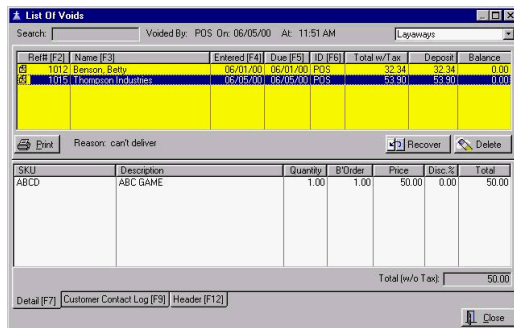 List Of Voids
Search: Voided By: POS On: 06/05/00 At: 11:51 AM Layaways
Ref# [F2] Name [F3] Entered [F4] Due [F5] ID [F6] Total w/Tax Deposit Balance
1012 Benson, Betty 06/01/00 06/01/00 POS 32.34 32.34 0.00
1015 Thompson Industries 06/05/00 06/05/00 POS 53.90 53.90 0.00
Print Reason: can't deliver Recover Delete
SKU Description Quantity B'Order Price Disc.% Total
ABCD ABC GAME 1.00 1.00 50.00 0.00 50.00
Total (w/o Tax): 50.00
Detail [F7] Customer Contact Log [F9] Header [F12]
Close